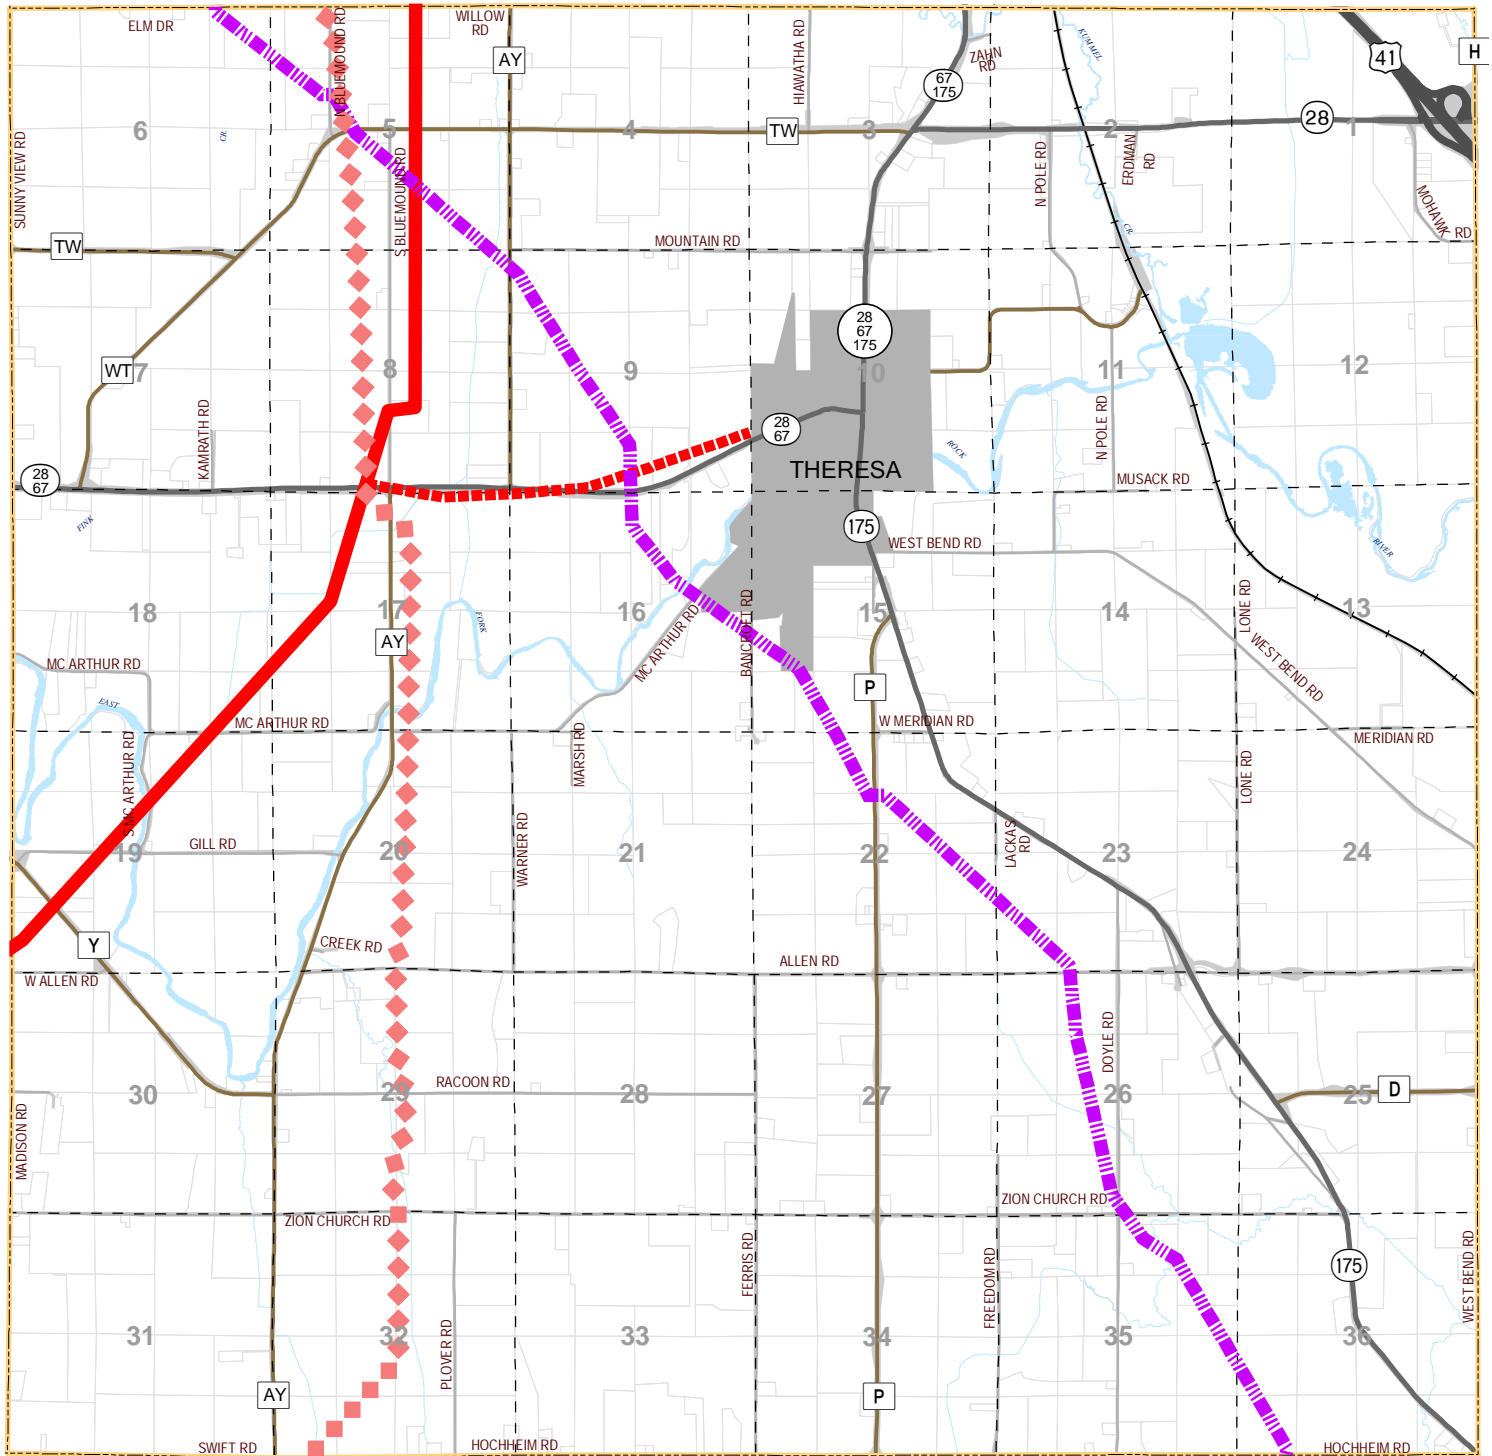 ELM DR
N BLUEMOUND RD
WILLOW
RD
AY
HIAWATHA RD
ZAHN
RD
67
175
KUMMEL
41
H
SUNNY VIEW RD
6
CR.
5
S BLUEMOUND RD
4
TW
3
N POLE RD
2
ERDMAN
RD
28
1
MOHAWK RD
TW
MOUNTAIN RD
CR.
WT
7
8
9
28
67
175
10
11
12
KAMRATH RD
28
67
28
67
THERESA
ROCK
N POLE RD
MUSACK RD
FINK
175
WEST BEND RD
RIVER
18
17
AY
FORK
16
MC ARTHUR RD
BANCROFT RD
15
14
LONE RD
13
WEST BEND RD
MC ARTHUR RD
EAST
P
MC ARTHUR RD
S MC ARTHUR RD
MARSH RD
W MERIDIAN RD
MERIDIAN RD
LONE RD
19
GILL RD
20
WARNER RD
21
22
LACKAS
RD
23
24
Y
CREEK RD
W ALLEN RD
ALLEN RD
MADISON RD
30
29
RACOON RD
28
27
DOYLE RD
26
25
D
ZION CHURCH RD
ZION CHURCH RD
FERRIS RD
FREEDOM RD
175
WEST BEND RD
31
32
PLOVER RD
33
34
35
36
AY
P
SWIFT RD
HOCHHEIM RD
HOCHHEIM RD